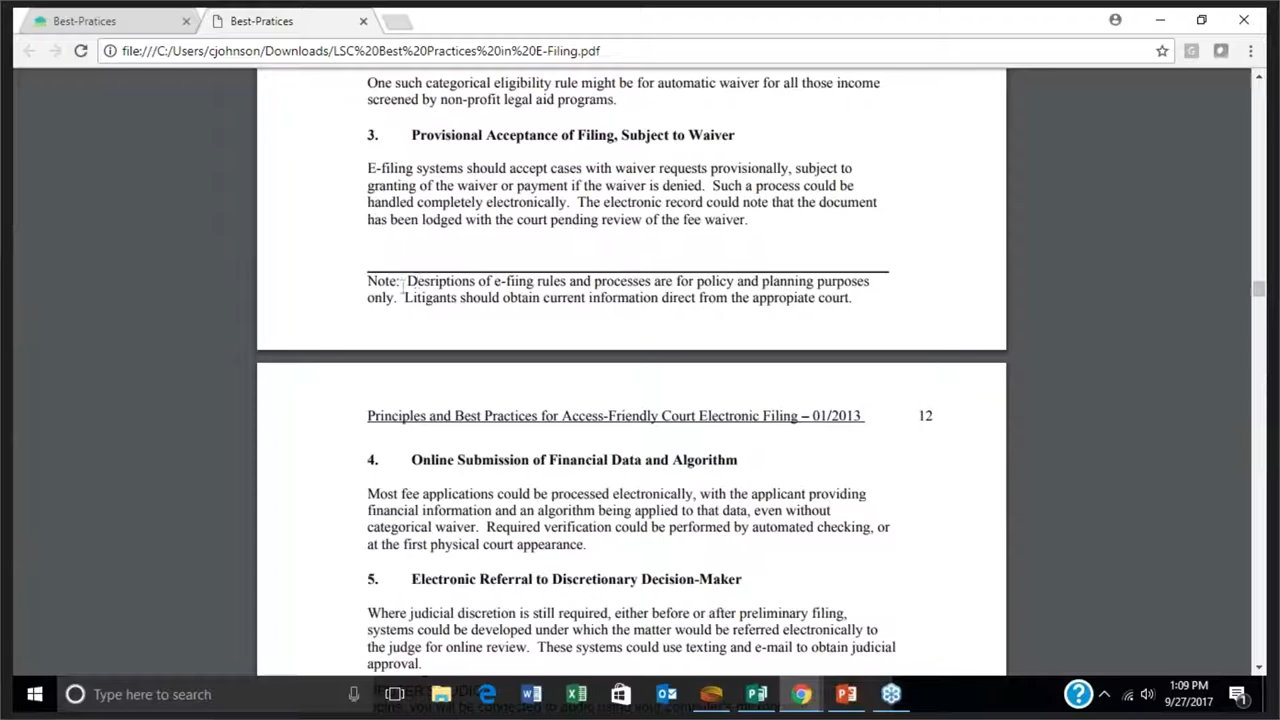 Best-Pratices
Best-Pratices
file:///C:/Users/cjohnson/Downloads/LSC%20Best%20Practices%20in%20E-Filing.pdf
One such categorical eligibility rule might be for automatic waiver for all those income
screened by non-profit legal aid programs.
3. Provisional Acceptance of Filing, Subject to Waiver
E-filing systems should accept cases with waiver requests provisionally, subject to
granting of the waiver or payment if the waiver is denied. Such a process could be
handled completely electronically. The electronic record could note that the document
has been lodged with the court pending review of the fee waiver.
Note: Desriptions of e-fiing rules and processes are for policy and planning purposes
only. Litigants should obtain current information direct from the appropiate court.
Principles and Best Practices for Access-Friendly Court Electronic Filing – 01/2013 12
4. Online Submission of Financial Data and Algorithm
Most fee applications could be processed electronically, with the applicant providing
financial information and an algorithm being applied to that data, even without
categorical waiver. Required verification could be performed by automated checking, or
at the first physical court appearance.
5. Electronic Referral to Discretionary Decision-Maker
Where judicial discretion is still required, either before or after preliminary filing,
systems could be developed under which the matter would be referred electronically to
the judge for online review. These systems could use texting and e-mail to obtain judicial
approval.
Type here to search
1:09 PM
9/27/2017